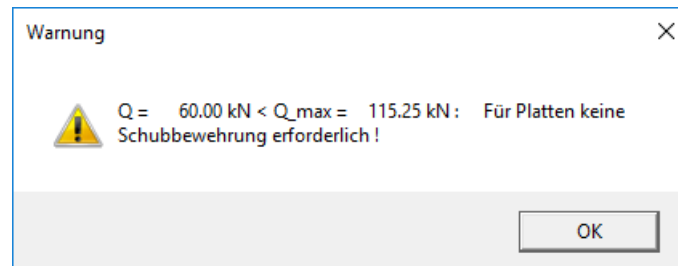 Warnung
Q = 60.00 kN < Q_max = 115.25 kN : Für Platten keine
Schubbewehrung erforderlich !
OK